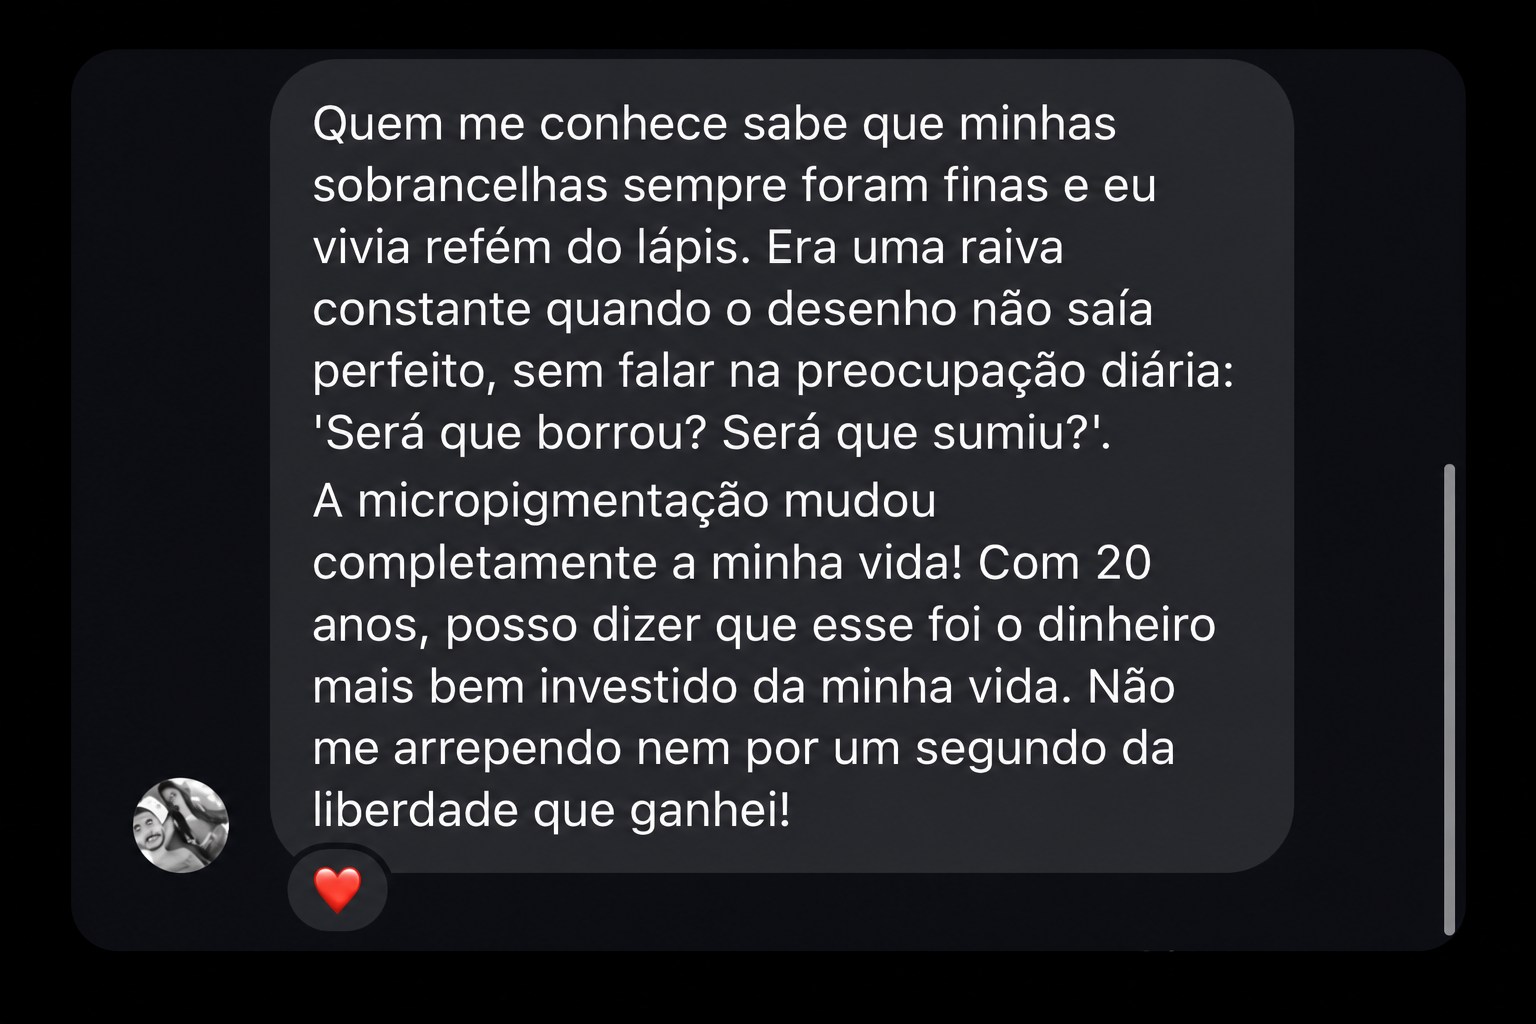 Quem me conhece sabe que minhas
sobrancelhas sempre foram finas e eu
vivia refém do lápis. Era uma raiva
constante quando o desenho não saía
perfeito, sem falar na preocupação diária:
'Será que borrou? Será que sumiu?'.
A micropigmentação mudou
completamente a minha vida! Com 20
anos, posso dizer que esse foi o dinheiro
mais bem investido da minha vida. Não
me arrependo nem por um segundo da
liberdade que ganhei!